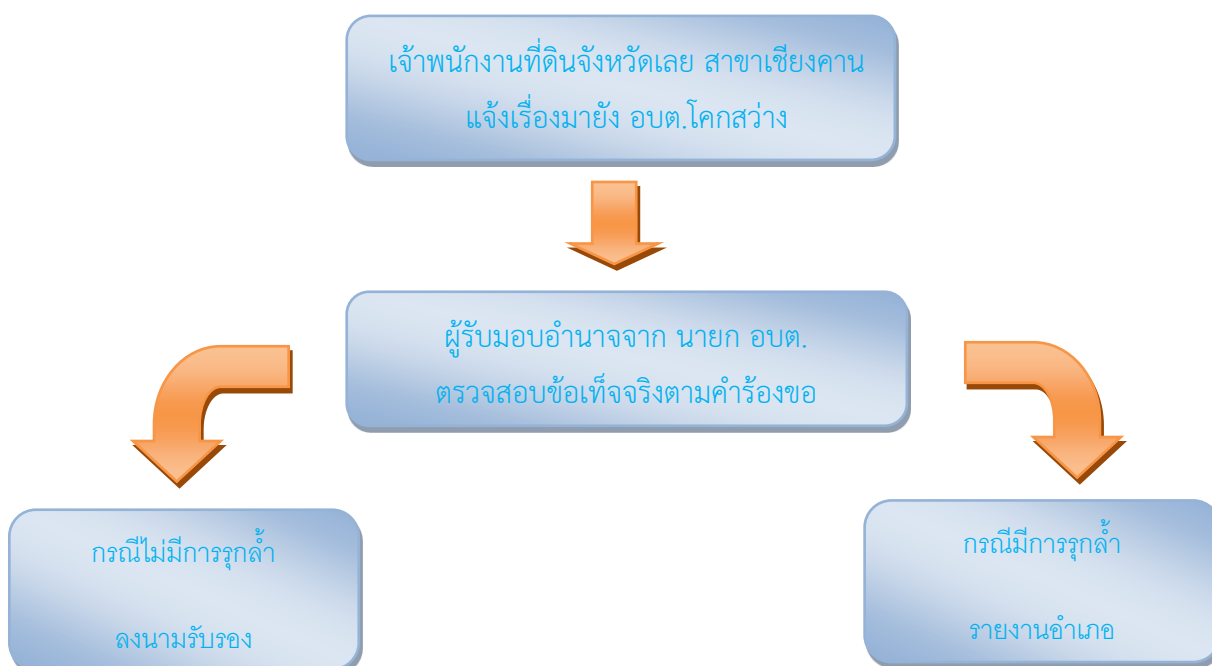 เจ้าพนักงานที่ดินจังหวัดเลย สาขาเชียงคาน
แจ้งเรื่องมายัง อบต.โคกสว่าง
ผู้รับมอบอำนาจจาก นายก อบต.
ตรวจสอบข้อเท็จจริงตามคำร้องขอ
กรณีไม่มีการรุกล้ำ
ลงนามรับรอง
กรณีมีการรุกล้ำ
รายงานอำเภอ